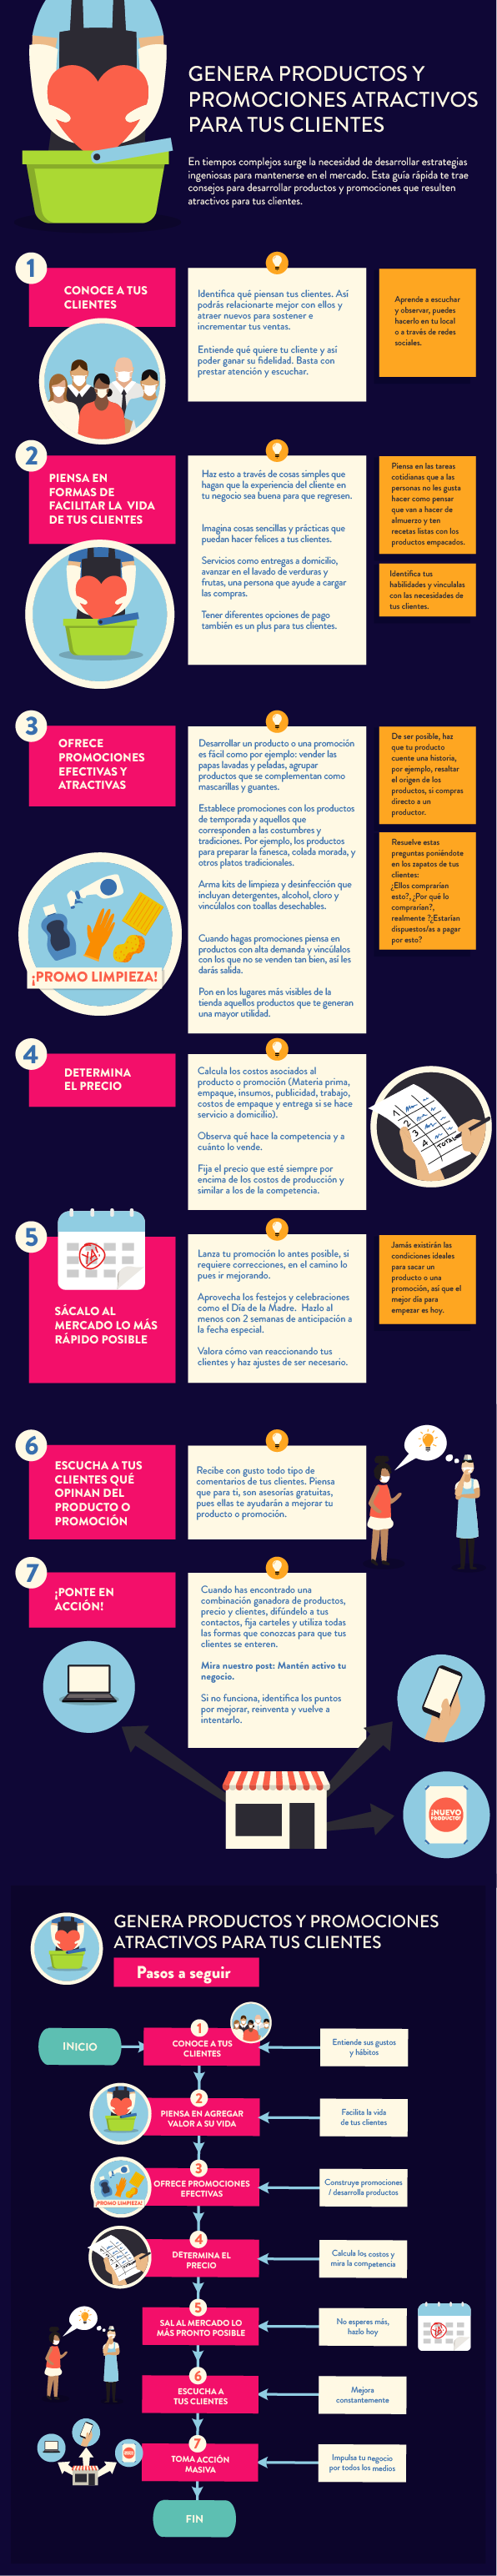 GENERA PRODUCTOS Y
PROMOCIONES ATRACTIVOS
PARA TUS CLIENTES
En tiempos complejos surge la necesidad de desarrollar estrategias
ingeniosas para mantenerse en el mercado. Esta guía rápida te trae
consejos para desarrollar productos y promociones que resulten
atractivos para tus clientes.
1
CONOCE A TUS
CLIENTES
Identifica qué piensan tus clientes. Así
podrás relacionarte mejor con ellos y
atraer nuevos para sostener e
incrementar tus ventas.
Entiende qué quiere tu cliente y así
poder ganar su fidelidad. Basta con
prestar atención y escuchar.
Aprende a escuchar
y observar, puedes
hacerlo en tu local
o a través de redes
sociales.
2
PIENSA EN
FORMAS DE
FACILITAR LA VIDA
DE TUS CLIENTES
Haz esto a través de cosas simples que
hagan que la experiencia del cliente en
tu negocio sea buena para que regresen.
Imagina cosas sencillas y prácticas que
puedan hacer felices a tus clientes.
Servicios como entregas a domicilio,
avanzar en el lavado de verduras y
frutas, una persona que ayude a cargar
las compras.
Tener diferentes opciones de pago
también es un plus para tus clientes.
Piensa en las tareas
cotidianas que a las
personas no les gusta
hacer como pensar
que van a hacer de
almuerzo y ten
recetas listas con los
productos empacados.
Identifica tus
habilidades y vincúlalas
con las necesidades de
tus clientes.
3
OFRECE
PROMOCIONES
EFECTIVAS Y
ATRACTIVAS
¡PROMO LIMPIEZA!
Desarrollar un producto o una promoción
es fácil como por ejemplo: vender las
papas lavadas y peladas, agrupar
productos que se complementan como
mascarillas y guantes.
Establece promociones con los productos
de temporada y aquellos que
corresponden a las costumbres y
tradiciones. Por ejemplo, los productos
para preparar la fanesca, colada morada, y
otros platos tradicionales.
Arma kits de limpieza y desinfección que
incluyan detergentes, alcohol, cloro y
vincúlalos con toallas desechables.
Cuando hagas promociones piensa en
productos con alta demanda y vincúlalos
con los que no se venden tan bien, así les
darás salida.
Pon en los lugares más visibles de la
tienda aquellos productos que te generan
una mayor utilidad.
De ser posible, haz
que tu producto
cuente una historia,
por ejemplo, resaltar
el origen de los
productos, si compras
directo a un
productor.
Resuelve estas
preguntas poniéndote
en los zapatos de tus
clientes:
¿Ellos comprarían
esto?,¿Por qué lo
comprarían?,
realmente ?¿Estarían
dispuestos/as a pagar
por esto?
4
DETERMINA
EL PRECIO
Calcula los costos asociados al
producto o promoción (Materia prima,
empaque, insumos, publicidad, trabajo,
costos de empaque y entrega si se hace
servicio a domicilio).
Observa qué hace la competencia y a
cuánto lo vende.
Fija el precio que esté siempre por
encima de los costos de producción y
similar a los de la competencia.
1
2
3
4
TOTAL
5
YA!
SÁCALO AL
MERCADO LO MÁS
RÁPIDO POSIBLE
Lanza tu promoción lo antes posible, si
requiere correcciones, en el camino lo
pues ir mejorando.
Aprovecha los festejos y celebraciones
como el Día de la Madre. Hazlo al
menos con 2 semanas de anticipación a
la fecha especial.
Valora cómo van reaccionando tus
clientes y haz ajustes de ser necesario.
Jamás existirán las
condiciones ideales
para sacar un
producto o una
promoción, así que el
mejor día para
empezar es hoy.
6
ESCUCHA A TUS
CLIENTES QUÉ
OPINAN DEL
PRODUCTO O
PROMOCIÓN
Recibe con gusto todo tipo de
comentarios de tus clientes. Piensa
que para ti, son asesorías gratuitas,
pues ellas te ayudarán a mejorar tu
producto o promoción.
7
¡PONTE EN
ACCIÓN!
Cuando has encontrado una
combinación ganadora de productos,
precio y clientes, difúndelo a tus
contactos, fija carteles y utiliza todas
las formas que conozcas para que tus
clientes se enteren.
Mira nuestro post: Mantén activo tu
negocio.
Si no funciona, identifica los puntos
por mejorar, reinventa y vuelve a
intentarlo.
¡NUEVO
PRODUCTO!
GENERA PRODUCTOS Y PROMOCIONES
ATRACTIVOS PARA TUS CLIENTES
Pasos a seguir
INICIO
1
CONOCE A TUS
CLIENTES
Entiende sus gustos
y hábitos
2
PIENSA EN AGREGAR
VALOR A SU VIDA
Facilita la vida
de tus clientes
3
OFRECE PROMOCIONES
EFECTIVAS
¡PROMO LIMPIEZA!
Construye promociones
/ desarrolla productos
4
DETERMINA EL
PRECIO
Calcula los costos y
mira la competencia
5
SAL AL MERCADO LO
MÁS PRONTO POSIBLE
No esperes más,
hazlo hoy
YA!
6
ESCUCHA A
TUS CLIENTES
Mejora
constantemente
7
TOMA ACCIÓN
MASIVA
Impulsa tu negocio
por todos los medios
FIN